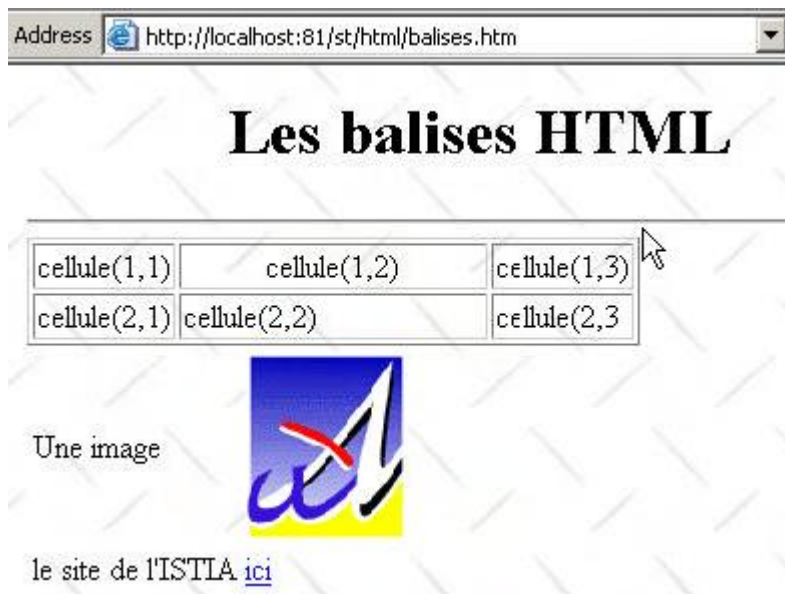 Address http://localhost:81/st/html/balises.htm
Les balises HTML
cellule(1,1) cellule(1,2) cellule(1,3)
cellule(2,1) cellule(2,2) cellule(2,3
Une image
le site de l'ISTIA ici